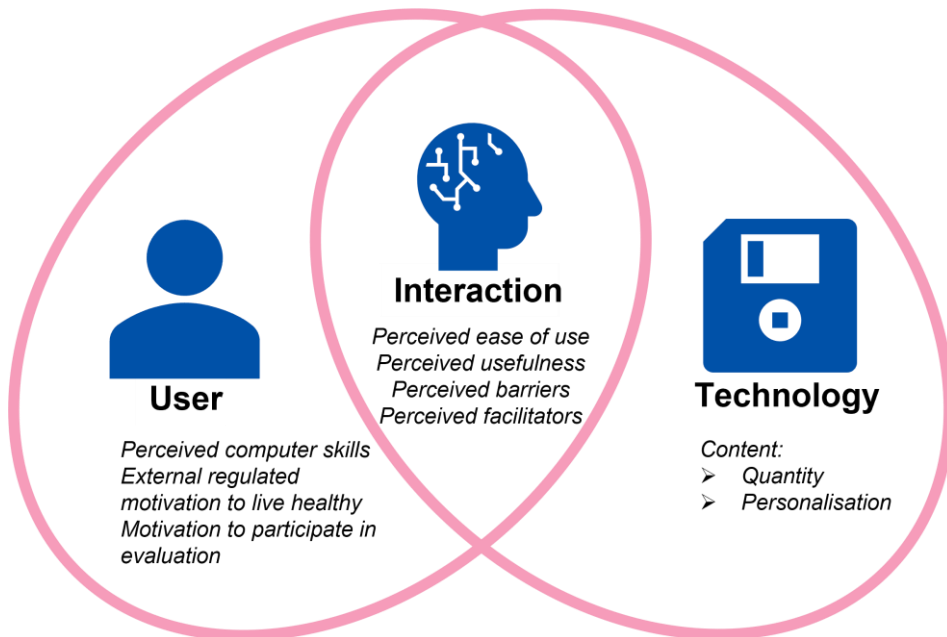 Interaction
Perceived ease of use
Perceived usefulness
Perceived barriers
Perceived facilitators
User
Perceived computer skills
External regulated
motivation to live healthy
Motivation to participate in
evaluation
Technology
Content:
➢ Quantity
➢ Personalisation